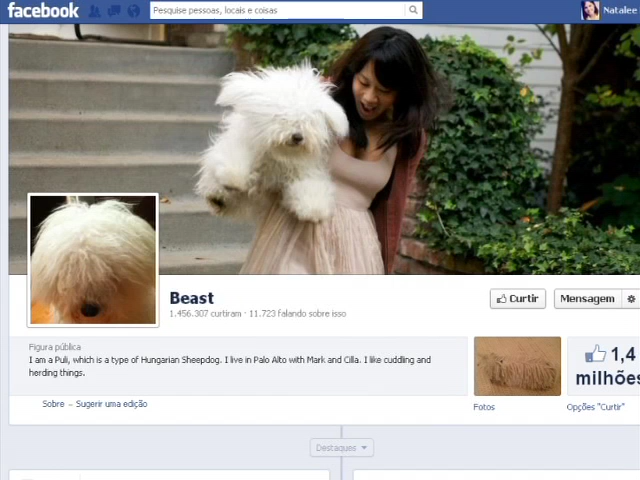 facebook
Pesquise pessoas, locais e coisas
Natalee
Beast
1.456.307 curtiram · 11.723 falando sobre isso
Curtir
Mensagem
Figura pública
I am a Puli, which is a type of Hungarian Sheepdog. I live in Palo Alto with Mark and Cilla. I like cuddling and
herding things.
1,4
milhões
Sobre – Sugerir uma edição
Fotos
Opções "Curtir"
Destaques